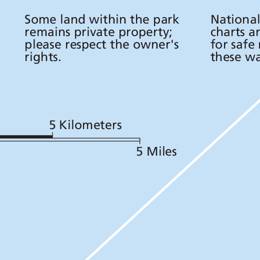 Some land within the park
remains private property;
please respect the owner's
rights.
National
charts
for safe
these
5 Kilometers
5 Miles